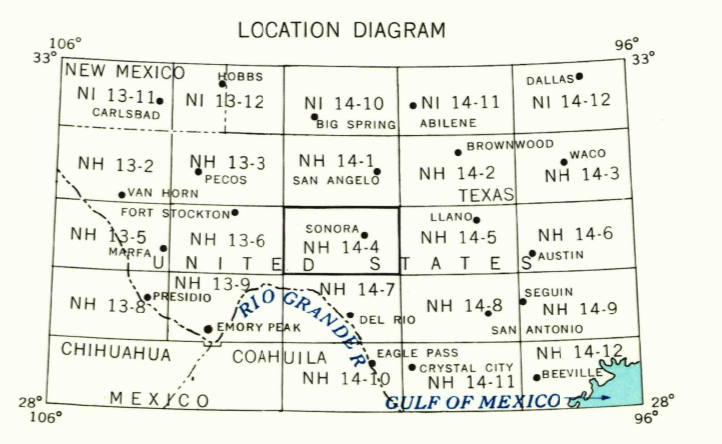 LOCATION DIAGRAM
106° 96°
33° 33°
NEW MEXICO HOBBS DALLAS
NI 13-11 NI 13-12 NI 14-10 NI 14-11 NI 14-12
CARLSBAD BIG SPRING ABILENE
BROWNWOOD
NH 13-2 NH 13-3 NH 14-1 NH 14-2 WACO
NH 14-3
PECOS SAN ANGELO
VAN HORN TEXAS
FORT STOCKTON LLANO
SONORA
NH 13-5 NH 13-6 NH 14-4 NH 14-5 NH 14-6
MARFA AUSTIN
UNITED STATES
NH 13-9 NH 14-7 SEGUIN
NH 13-8 PRESIDIO RIO GRANDE R NH 14-8 NH 14-9
EMORY PEAK DEL RIO SAN ANTONIO
CHIHUAHUA COAHUILA EAGLE PASS NH 14-12
CRYSTAL CITY BEEVILLE
NH 14-10 NH 14-11
MEXICO GULF OF MEXICO
28° 28°
106° 96°